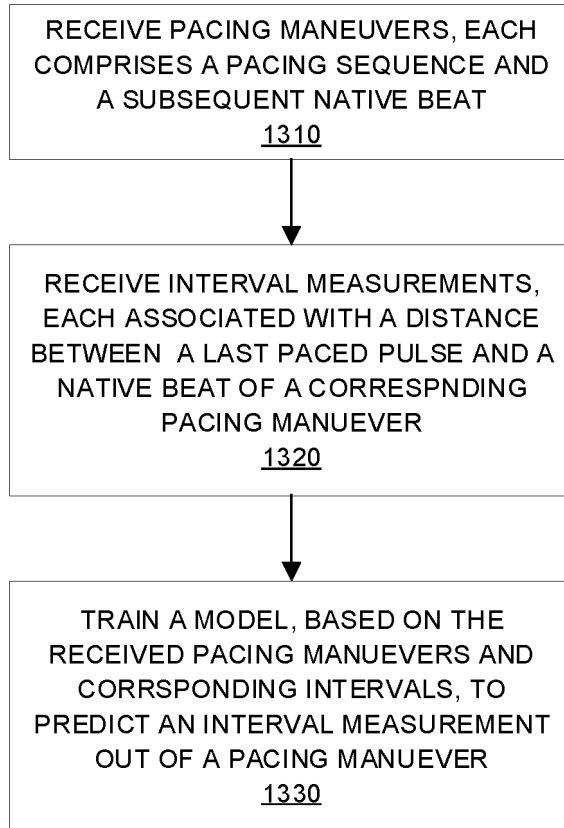 RECEIVE PACING MANEUVERS, EACH
COMPRISES A PACING SEQUENCE AND
A SUBSEQUENT NATIVE BEAT
1310
RECEIVE INTERVAL MEASUREMENTS,
EACH ASSOCIATED WITH A DISTANCE
BETWEEN A LAST PACED PULSE AND A
NATIVE BEAT OF A CORRESPNDING
PACING MANUEVER
1320
TRAIN A MODEL, BASED ON THE
RECEIVED PACING MANUEVERS AND
CORRSPONDING INTERVALS, TO
PREDICT AN INTERVAL MEASUREMENT
OUT OF A PACING MANUEVER
1330